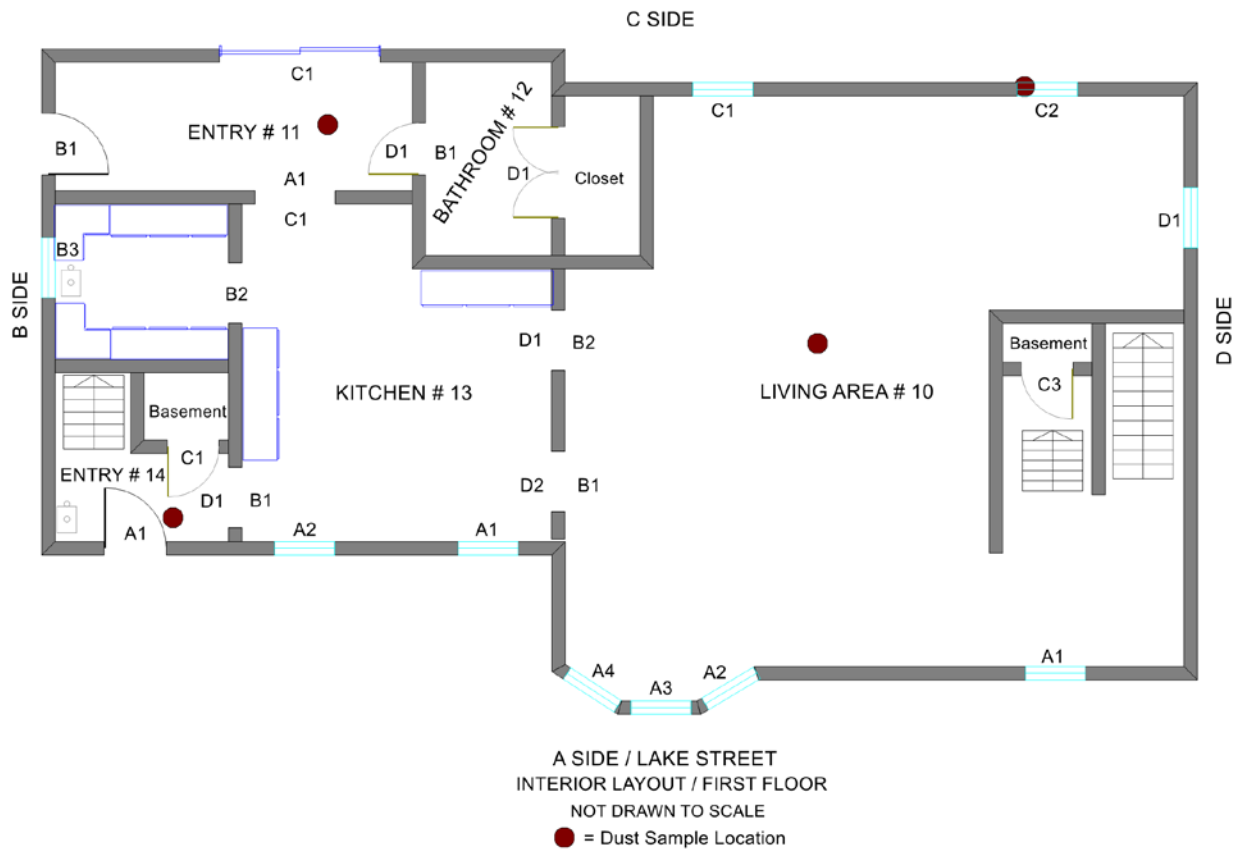 C SIDE
C1
ENTRY # 11
B1
D1
B1
A1
BATHROOM # 12
D1
Closet
C1
C2
D1
C1
B3
B2
B SIDE
D SIDE
D1
B2
Basement
C3
KITCHEN # 13
LIVING AREA # 10
Basement
C1
ENTRY # 14
D1
B1
D2
B1
A1
A2
A1
A4
A3
A2
A1
A SIDE / LAKE STREET
INTERIOR LAYOUT / FIRST FLOOR
NOT DRAWN TO SCALE
= Dust Sample Location